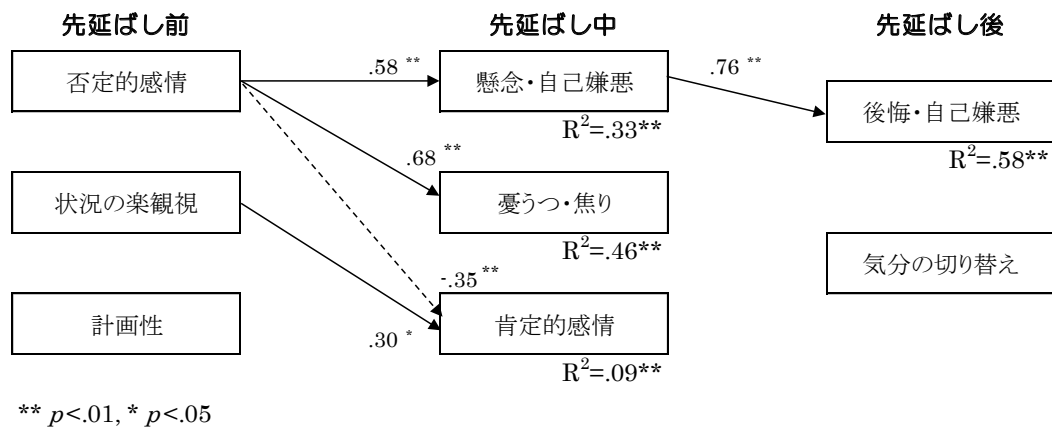 先延ばし前
先延ばし中
先延ばし後
否定的感情
.58 **
懸念・自己嫌悪
R²=.33**
.76 **
後悔・自己嫌悪
R²=.58**
状況の楽観視
.68 **
憂うつ・焦り
R²=.46**
気分の切り替え
計画性
-.35 **
.30 *
肯定的感情
R²=.09**
** p<.01, * p<.05